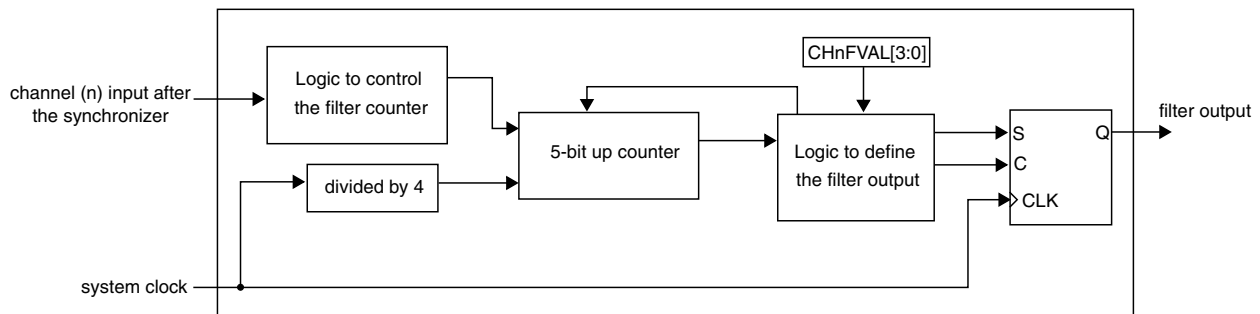 CHnFVAL[3:0]
Logic to control
the filter counter
channel (n) input after
the synchronizer
filter output
S
Q
5-bit up counter
Logic to define
the filter output
C
divided by 4
CLK
system clock